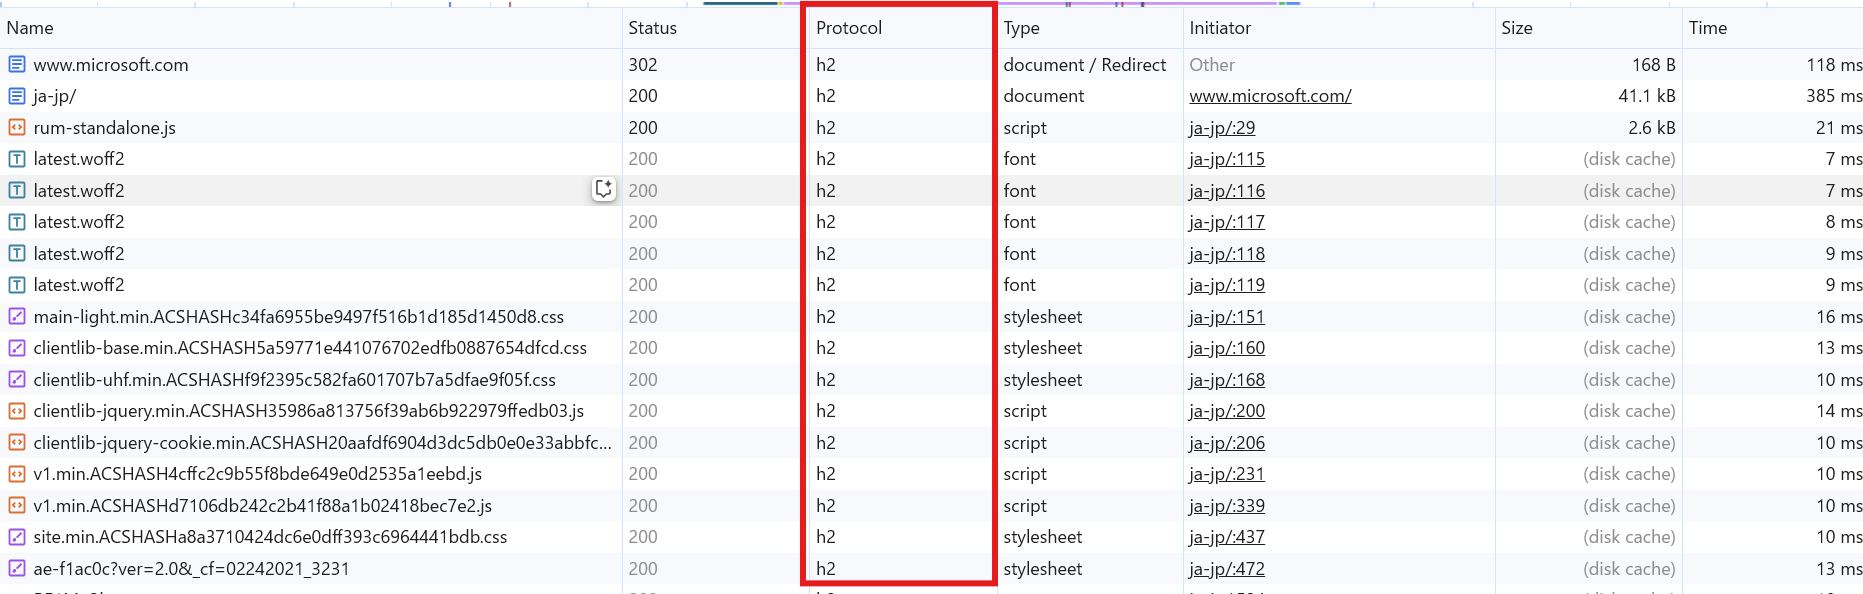 Name Status Protocol Type Initiator Size Time
www.microsoft.com 302 h2 document / Redirect Other 168 B 118 ms
ja-jp/ 200 h2 document www.microsoft.com/ 41.1 kB 385 ms
rum-standalone.js 200 h2 script ja-jp/:29 2.6 kB 21 ms
latest.woff2 200 h2 font ja-jp/:115 (disk cache) 7 ms
latest.woff2 200 h2 font ja-jp/:116 (disk cache) 7 ms
latest.woff2 200 h2 font ja-jp/:117 (disk cache) 8 ms
latest.woff2 200 h2 font ja-jp/:118 (disk cache) 9 ms
latest.woff2 200 h2 font ja-jp/:119 (disk cache) 9 ms
main-light.min.ACSHASHc34fa6955be9497f516b1d185d1450d8.css 200 h2 stylesheet ja-jp/:151 (disk cache) 16 ms
clientlib-base.min.ACSHASH5a59771e441076702edfb0887654dfcd.css 200 h2 stylesheet ja-jp/:160 (disk cache) 13 ms
clientlib-uhf.min.ACSHASHf9f2395c582fa601707b7a5dfae9f05f.css 200 h2 stylesheet ja-jp/:168 (disk cache) 10 ms
clientlib-jquery.min.ACSHASH35986a813756f39ab6b922979ffedb03.js 200 h2 script ja-jp/:200 (disk cache) 14 ms
clientlib-jquery-cookie.min.ACSHASH20aafdf6904d3dc5db0e0e33abbfc... 200 h2 script ja-jp/:206 (disk cache) 10 ms
v1.min.ACSHASH4cffc2c9b55f8bde649e0d2535a1eebd.js 200 h2 script ja-jp/:231 (disk cache) 10 ms
v1.min.ACSHASHd7106db242c2b41f88a1b02418bec7e2.js 200 h2 script ja-jp/:339 (disk cache) 10 ms
site.min.ACSHASHa8a3710424dc6e0dff393c6964441bdb.css 200 h2 stylesheet ja-jp/:437 (disk cache) 10 ms
ae-f1ac0c?ver=2.0&_cf=02242021_3231 200 h2 stylesheet ja-jp/:472 (disk cache) 13 ms